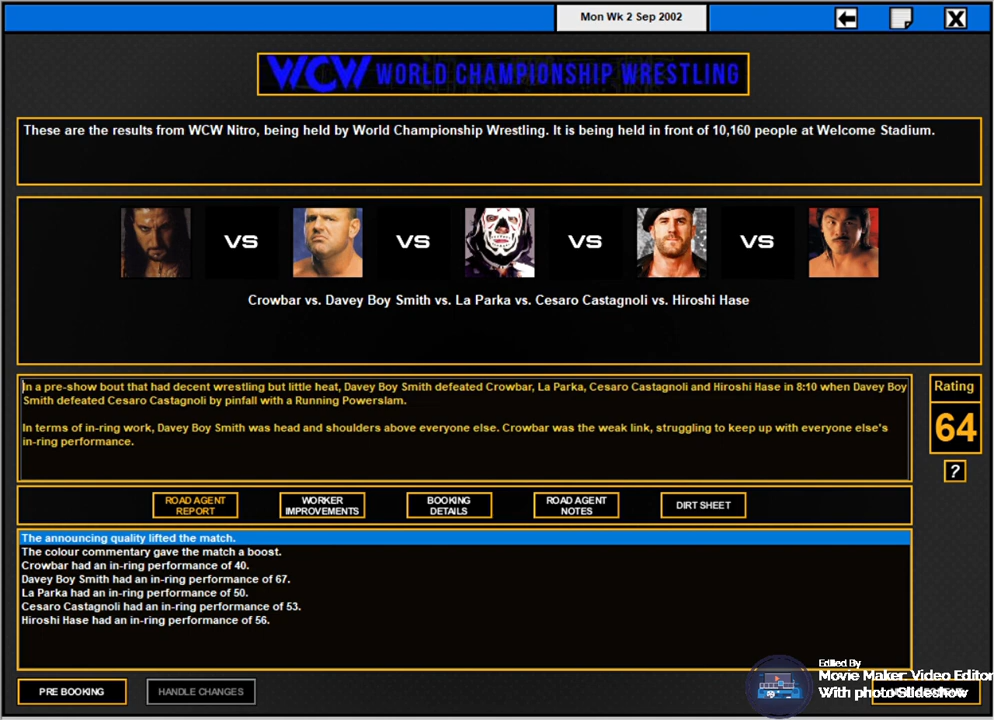 Mon Wk 2 Sep 2002
WCW WORLD CHAMPIONSHIP WRESTLING
These are the results from WCW Nitro, being held by World Championship Wrestling. It is being held in front of 10,160 people at Welcome Stadium.
VS VS VS VS
Crowbar vs. Davey Boy Smith vs. La Parka vs. Cesaro Castagnoli vs. Hiroshi Hase
In a pre-show bout that had decent wrestling but little heat, Davey Boy Smith defeated Crowbar, La Parka, Cesaro Castagnoli and Hiroshi Hase in 8:10 when Davey Boy
Smith defeated Cesaro Castagnoli by pinfall with a Running Powerslam.
In terms of in-ring work, Davey Boy Smith was head and shoulders above everyone else. Crowbar was the weak link, struggling to keep up with everyone else's
in-ring performance.
Rating
64
?
ROAD AGENT
REPORT
WORKER
IMPROVEMENTS
BOOKING
DETAILS
ROAD AGENT
NOTES
DIRT SHEET
The announcing quality lifted the match.
The colour commentary gave the match a boost.
Crowbar had an in-ring performance of 40.
Davey Boy Smith had an in-ring performance of 67.
La Parka had an in-ring performance of 50.
Cesaro Castagnoli had an in-ring performance of 53.
Hiroshi Hase had an in-ring performance of 56.
PRE BOOKING
HANDLE CHANGES
Edited By
Movie Maker: Video Editor
With photo Slideshow